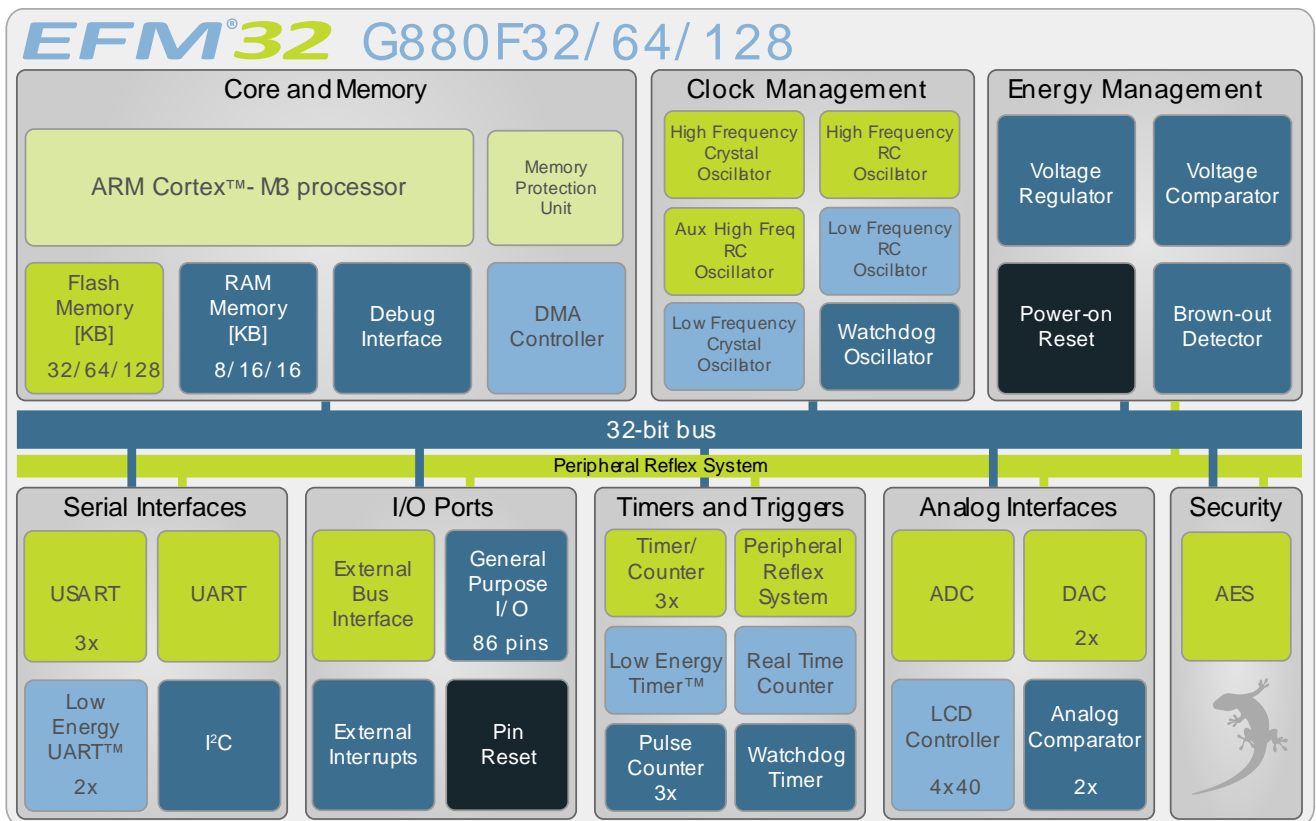 EFM®32 G880F32/64/128
Core and Memory
ARM Cortex™-M3 processor
Memory
Protection
Unit
Flash
Memory
[KB]
32/64/128
RAM
Memory
[KB]
8/16/16
Debug
Interface
DMA
Controller
Clock Management
High Frequency
Crystal
Oscillator
High Frequency
RC
Oscillator
Aux High Freq
RC
Oscillator
Low Frequency
RC
Oscillator
Low Frequency
Crystal
Oscillator
Watchdog
Oscillator
Energy Management
Voltage
Regulator
Voltage
Comparator
Power-on
Reset
Brown-out
Detector
32-bit bus
Peripheral Reflex System
Serial Interfaces
USART
3x
UART
Low
Energy
UART™
2x
I²C
I/O Ports
External
Bus
Interface
General
Purpose
I/O
86 pins
External
Interrupts
Pin
Reset
Timers and Triggers
Timer/
Counter
3x
Peripheral
Reflex
System
Low Energy
Timer™
Real Time
Counter
Pulse
Counter
3x
Watchdog
Timer
Analog Interfaces
ADC
DAC
2x
LCD
Controller
4x40
Analog
Comparator
2x
Security
AES